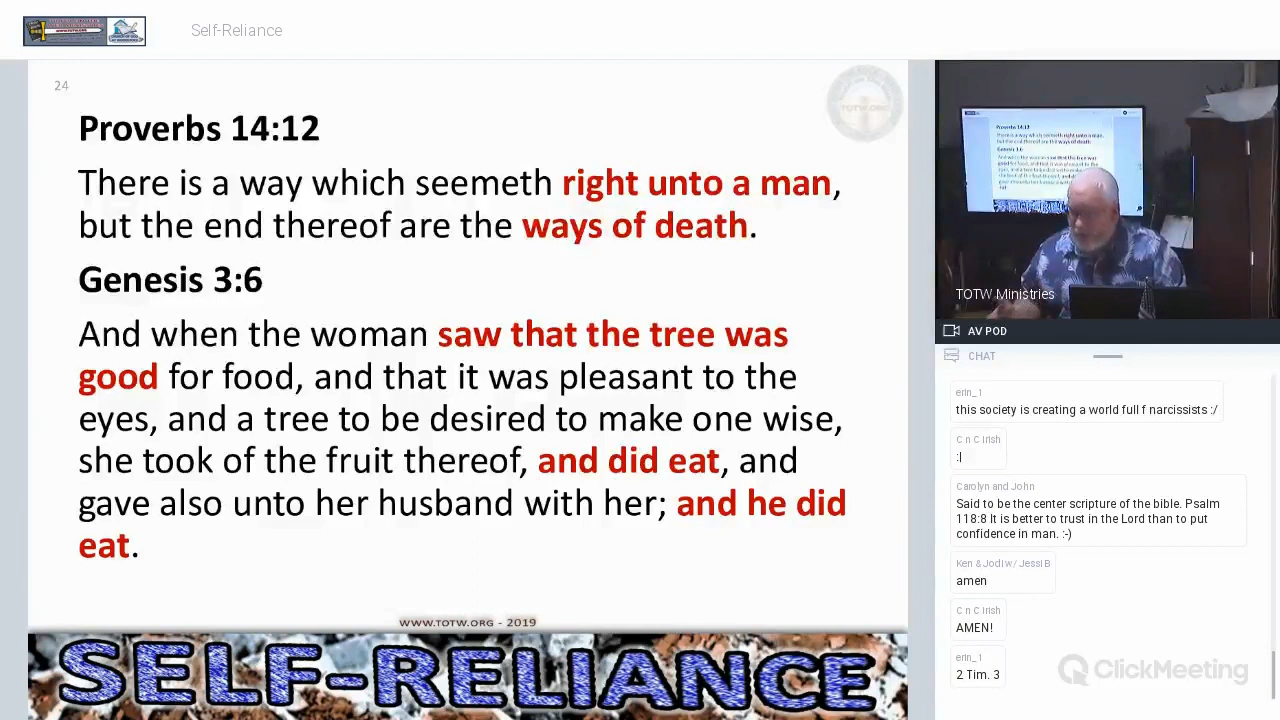 Self-Reliance
24
TOTW.ORG
Proverbs 14:12
There is a way which seemeth right unto a man,
but the end thereof are the ways of death.
Genesis 3:6
And when the woman saw that the tree was
good for food, and that it was pleasant to the
eyes, and a tree to be desired to make one wise,
she took of the fruit thereof, and did eat, and
gave also unto her husband with her; and he did
eat.
WWW.TOTW.ORG - 2019
SELF-RELIANCE
TOTW Ministries
AV POD
CHAT
erin_1
this society is creating a world full f narcissists :/
C n C Irish
:|
Carolyn and John
Said to be the center scripture of the bible. Psalm
118:8 It is better to trust in the Lord than to put
confidence in man. :-)
Ken & Jodi w/ Jessi B
amen
C n C Irish
AMEN!
erin_1
2 Tim. 3
ClickMeeting